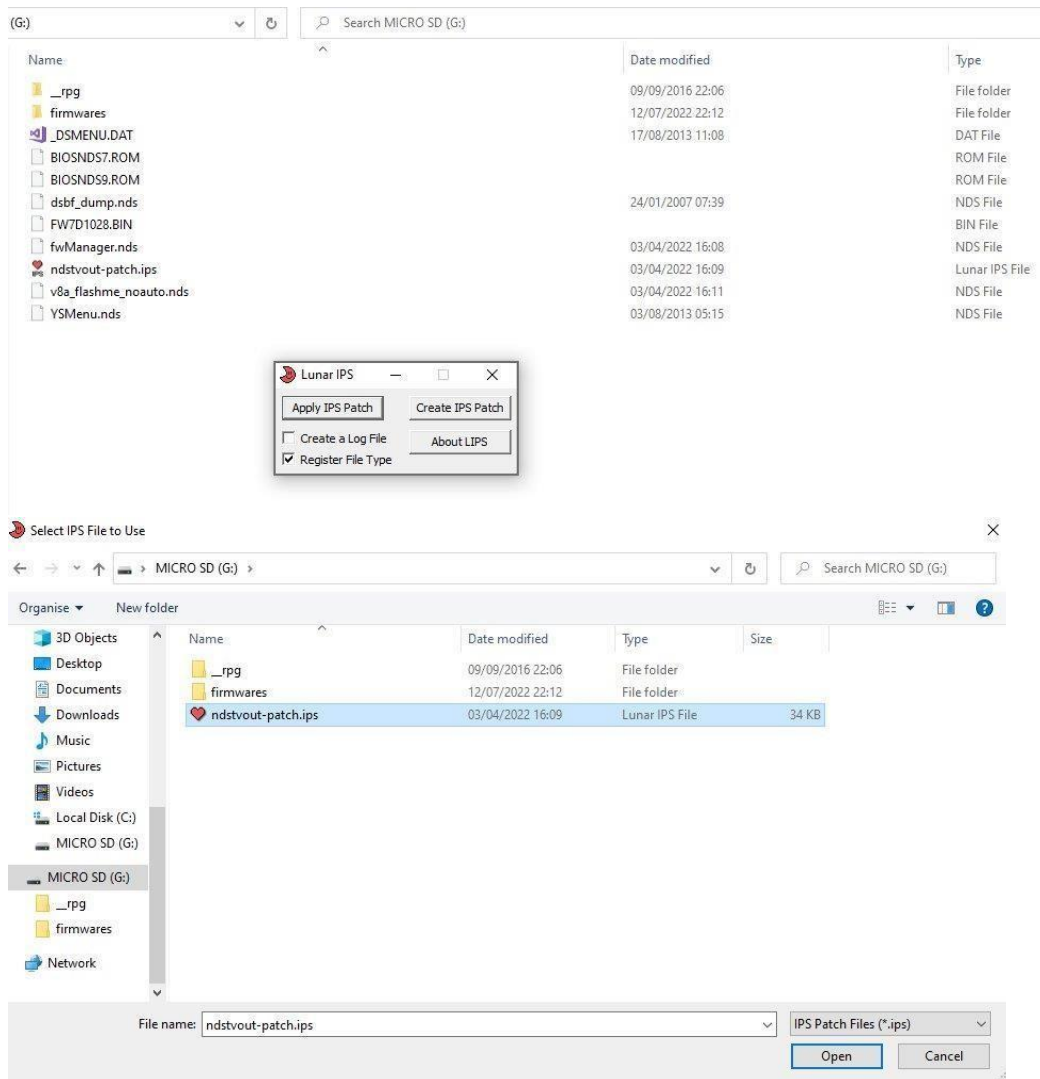 (G:) Search MICRO SD (G:)
Name Date modified Type
__rpg 09/09/2016 22:06 File folder
firmwares 12/07/2022 22:12 File folder
_DSMENU.DAT 17/08/2013 11:08 DAT File
BIOSNDS7.ROM ROM File
BIOSNDS9.ROM ROM File
dsbf_dump.nds 24/01/2007 07:39 NDS File
FW7D1028.BIN BIN File
fwManager.nds 03/04/2022 16:08 NDS File
ndstvout-patch.ips 03/04/2022 16:09 Lunar IPS File
v8a_flashme_noauto.nds 03/04/2022 16:11 NDS File
YSMenu.nds 03/08/2013 05:15 NDS File
Lunar IPS
Apply IPS Patch Create IPS Patch
Create a Log File About LIPS
Register File Type
Select IPS File to Use
MICRO SD (G:) Search MICRO SD (G:)
Organise New folder
3D Objects Name Date modified Type Size
Desktop __rpg 09/09/2016 22:06 File folder
Documents firmwares 12/07/2022 22:12 File folder
Downloads ndstvout-patch.ips 03/04/2022 16:09 Lunar IPS File 34 KB
Music
Pictures
Videos
Local Disk (C:)
MICRO SD (G:)
MICRO SD (G:)
__rpg
firmwares
Network
File name: ndstvout-patch.ips IPS Patch Files (*.ips)
Open Cancel